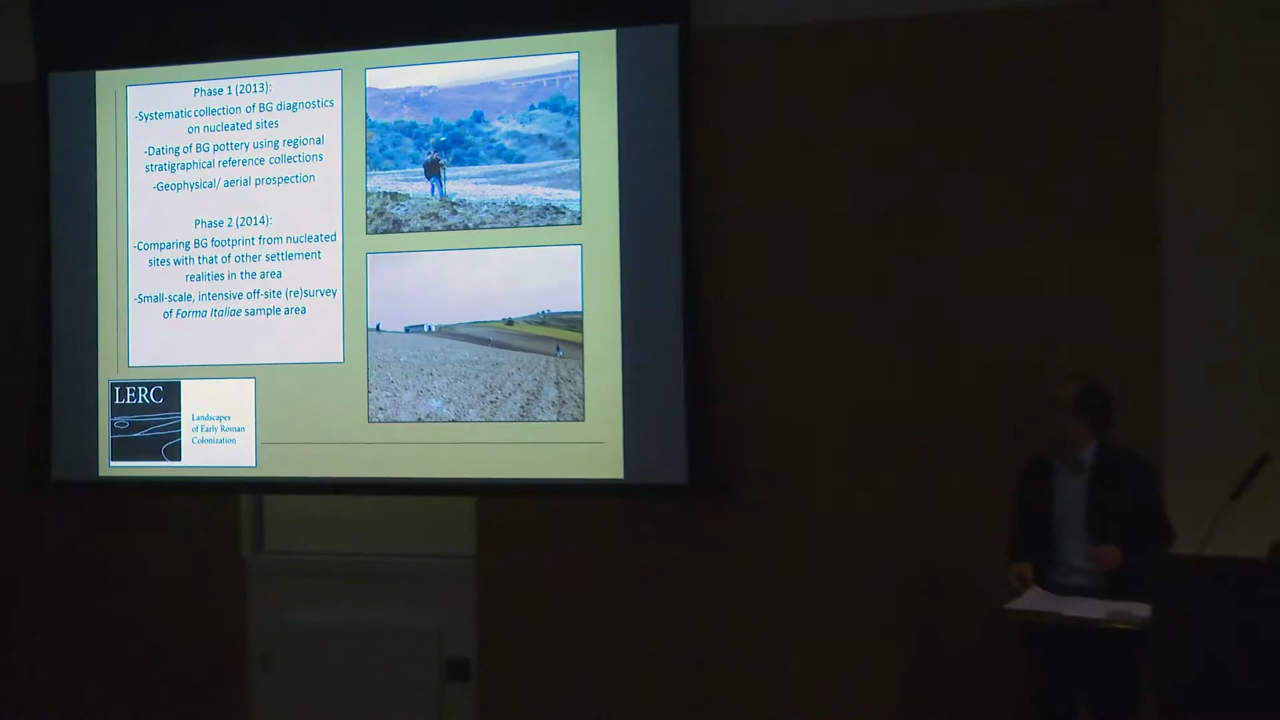 Phase 1 (2013):
-Systematic collection of BG diagnostics
on nucleated sites
-Dating of BG pottery using regional
stratigraphical reference collections
-Geophysical/ aerial prospection
Phase 2 (2014):
-Comparing BG footprint from nucleated
sites with that of other settlement
realities in the area
-Small-scale, intensive off-site (re)survey
of Forma Italiae sample area
LERC
Landscapes
of Early Roman
Colonization